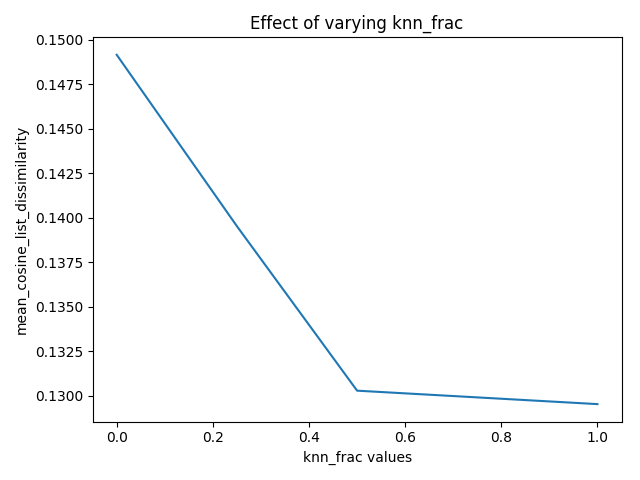 Effect of varying knn_frac
0.1500
0.1475
0.1450
0.1425
0.1400
0.1375
0.1350
0.1325
0.1300
mean_cosine_list_dissimilarity
0.0 0.2 0.4 0.6 0.8 1.0
knn_frac values